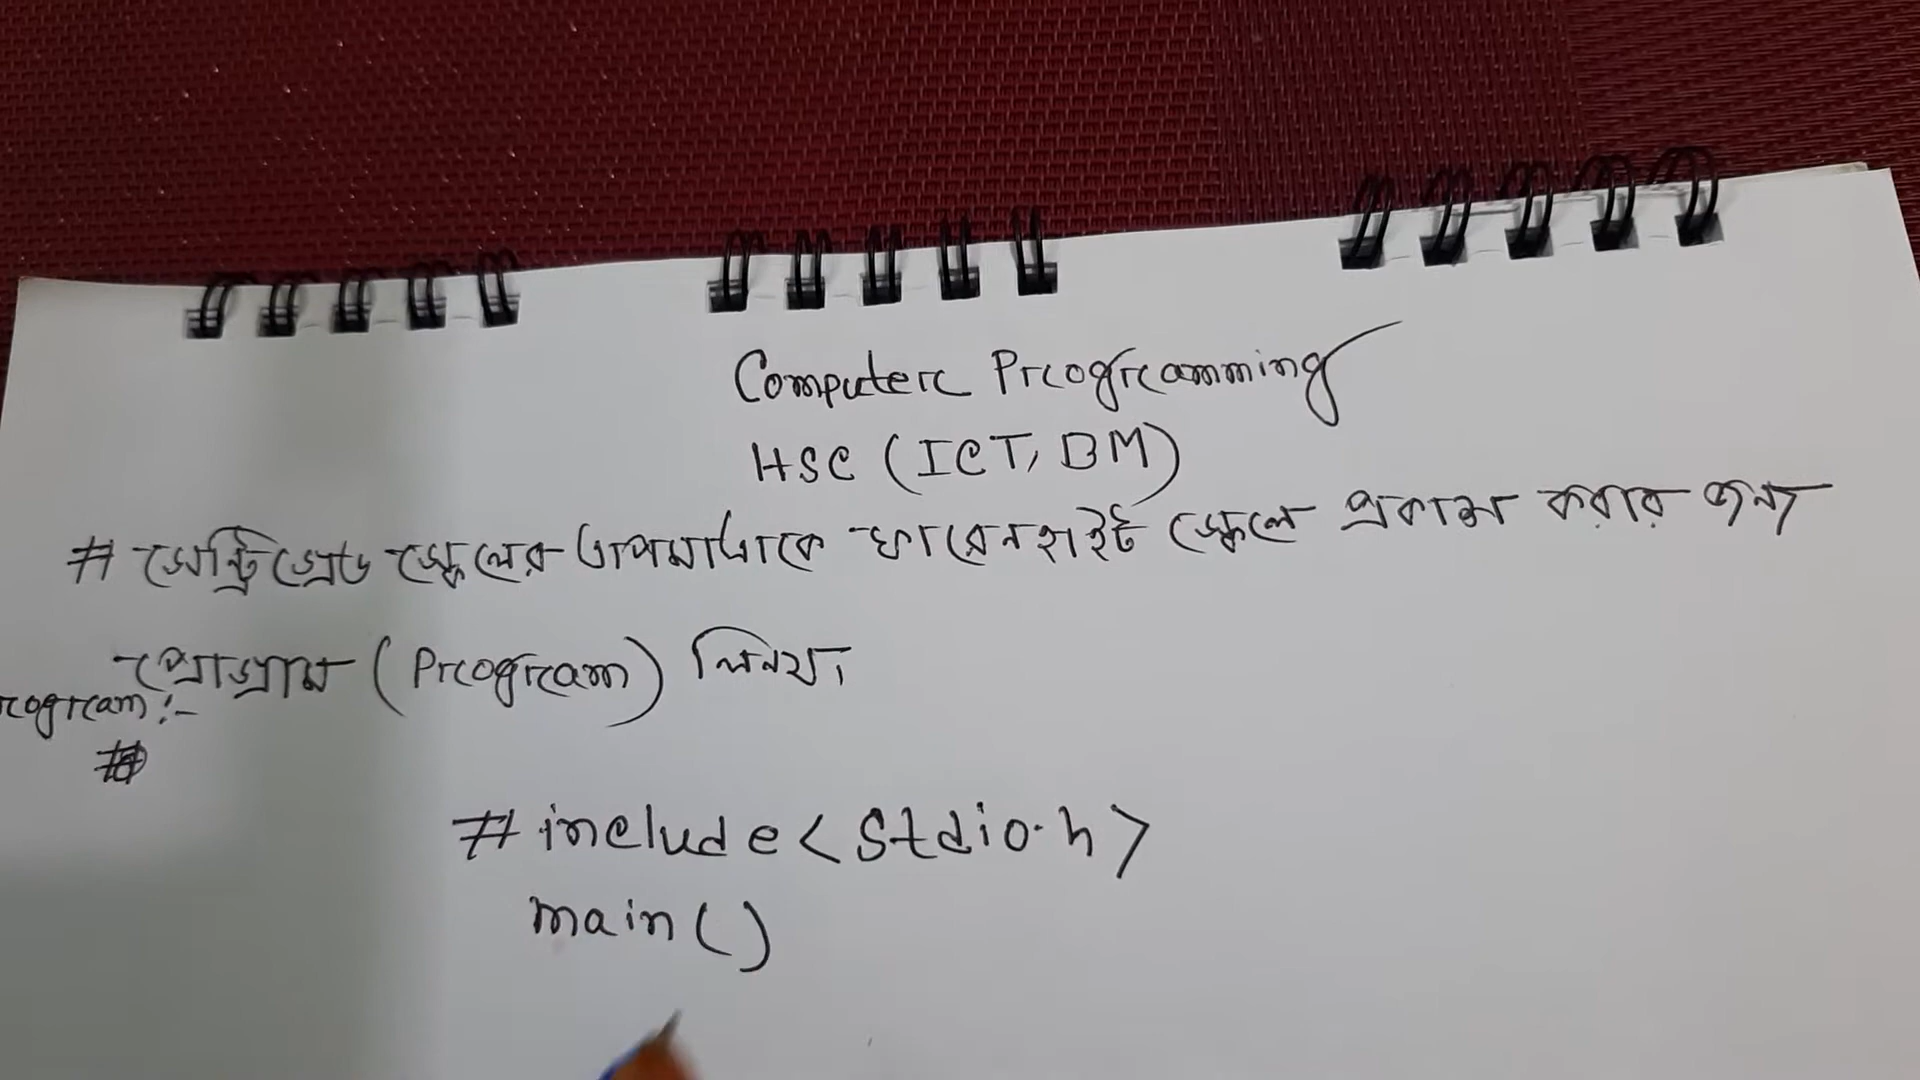 Computer Programming
HSC (ICT, BM)
# সেন্ট্রিগ্রেড স্কেলের তাপমাত্রাকে ফারেনহাইট স্কেলে প্রকাশ করার জন্য
প্রোগ্রাম (Program) লিখ।
rogram :-
#include<stdio.h>
main()